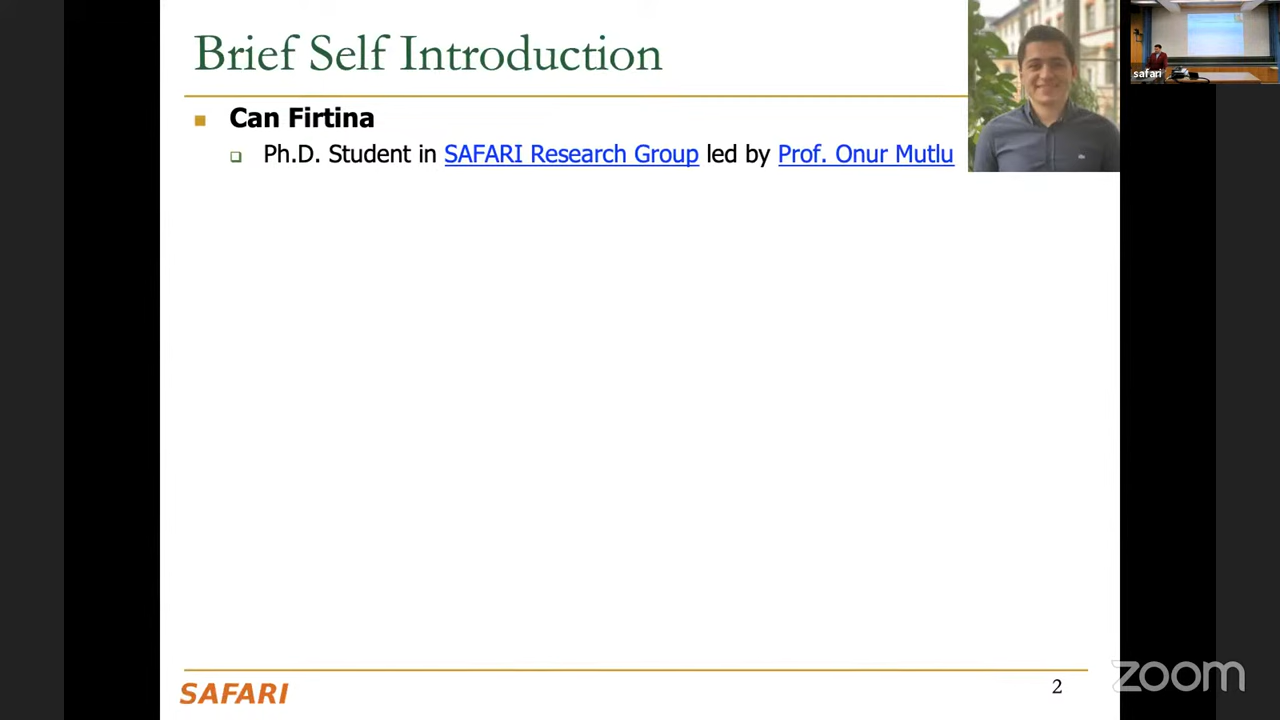 Brief Self Introduction
safari
Can Firtina
Ph.D. Student in SAFARI Research Group led by Prof. Onur Mutlu
SAFARI
2
zoom